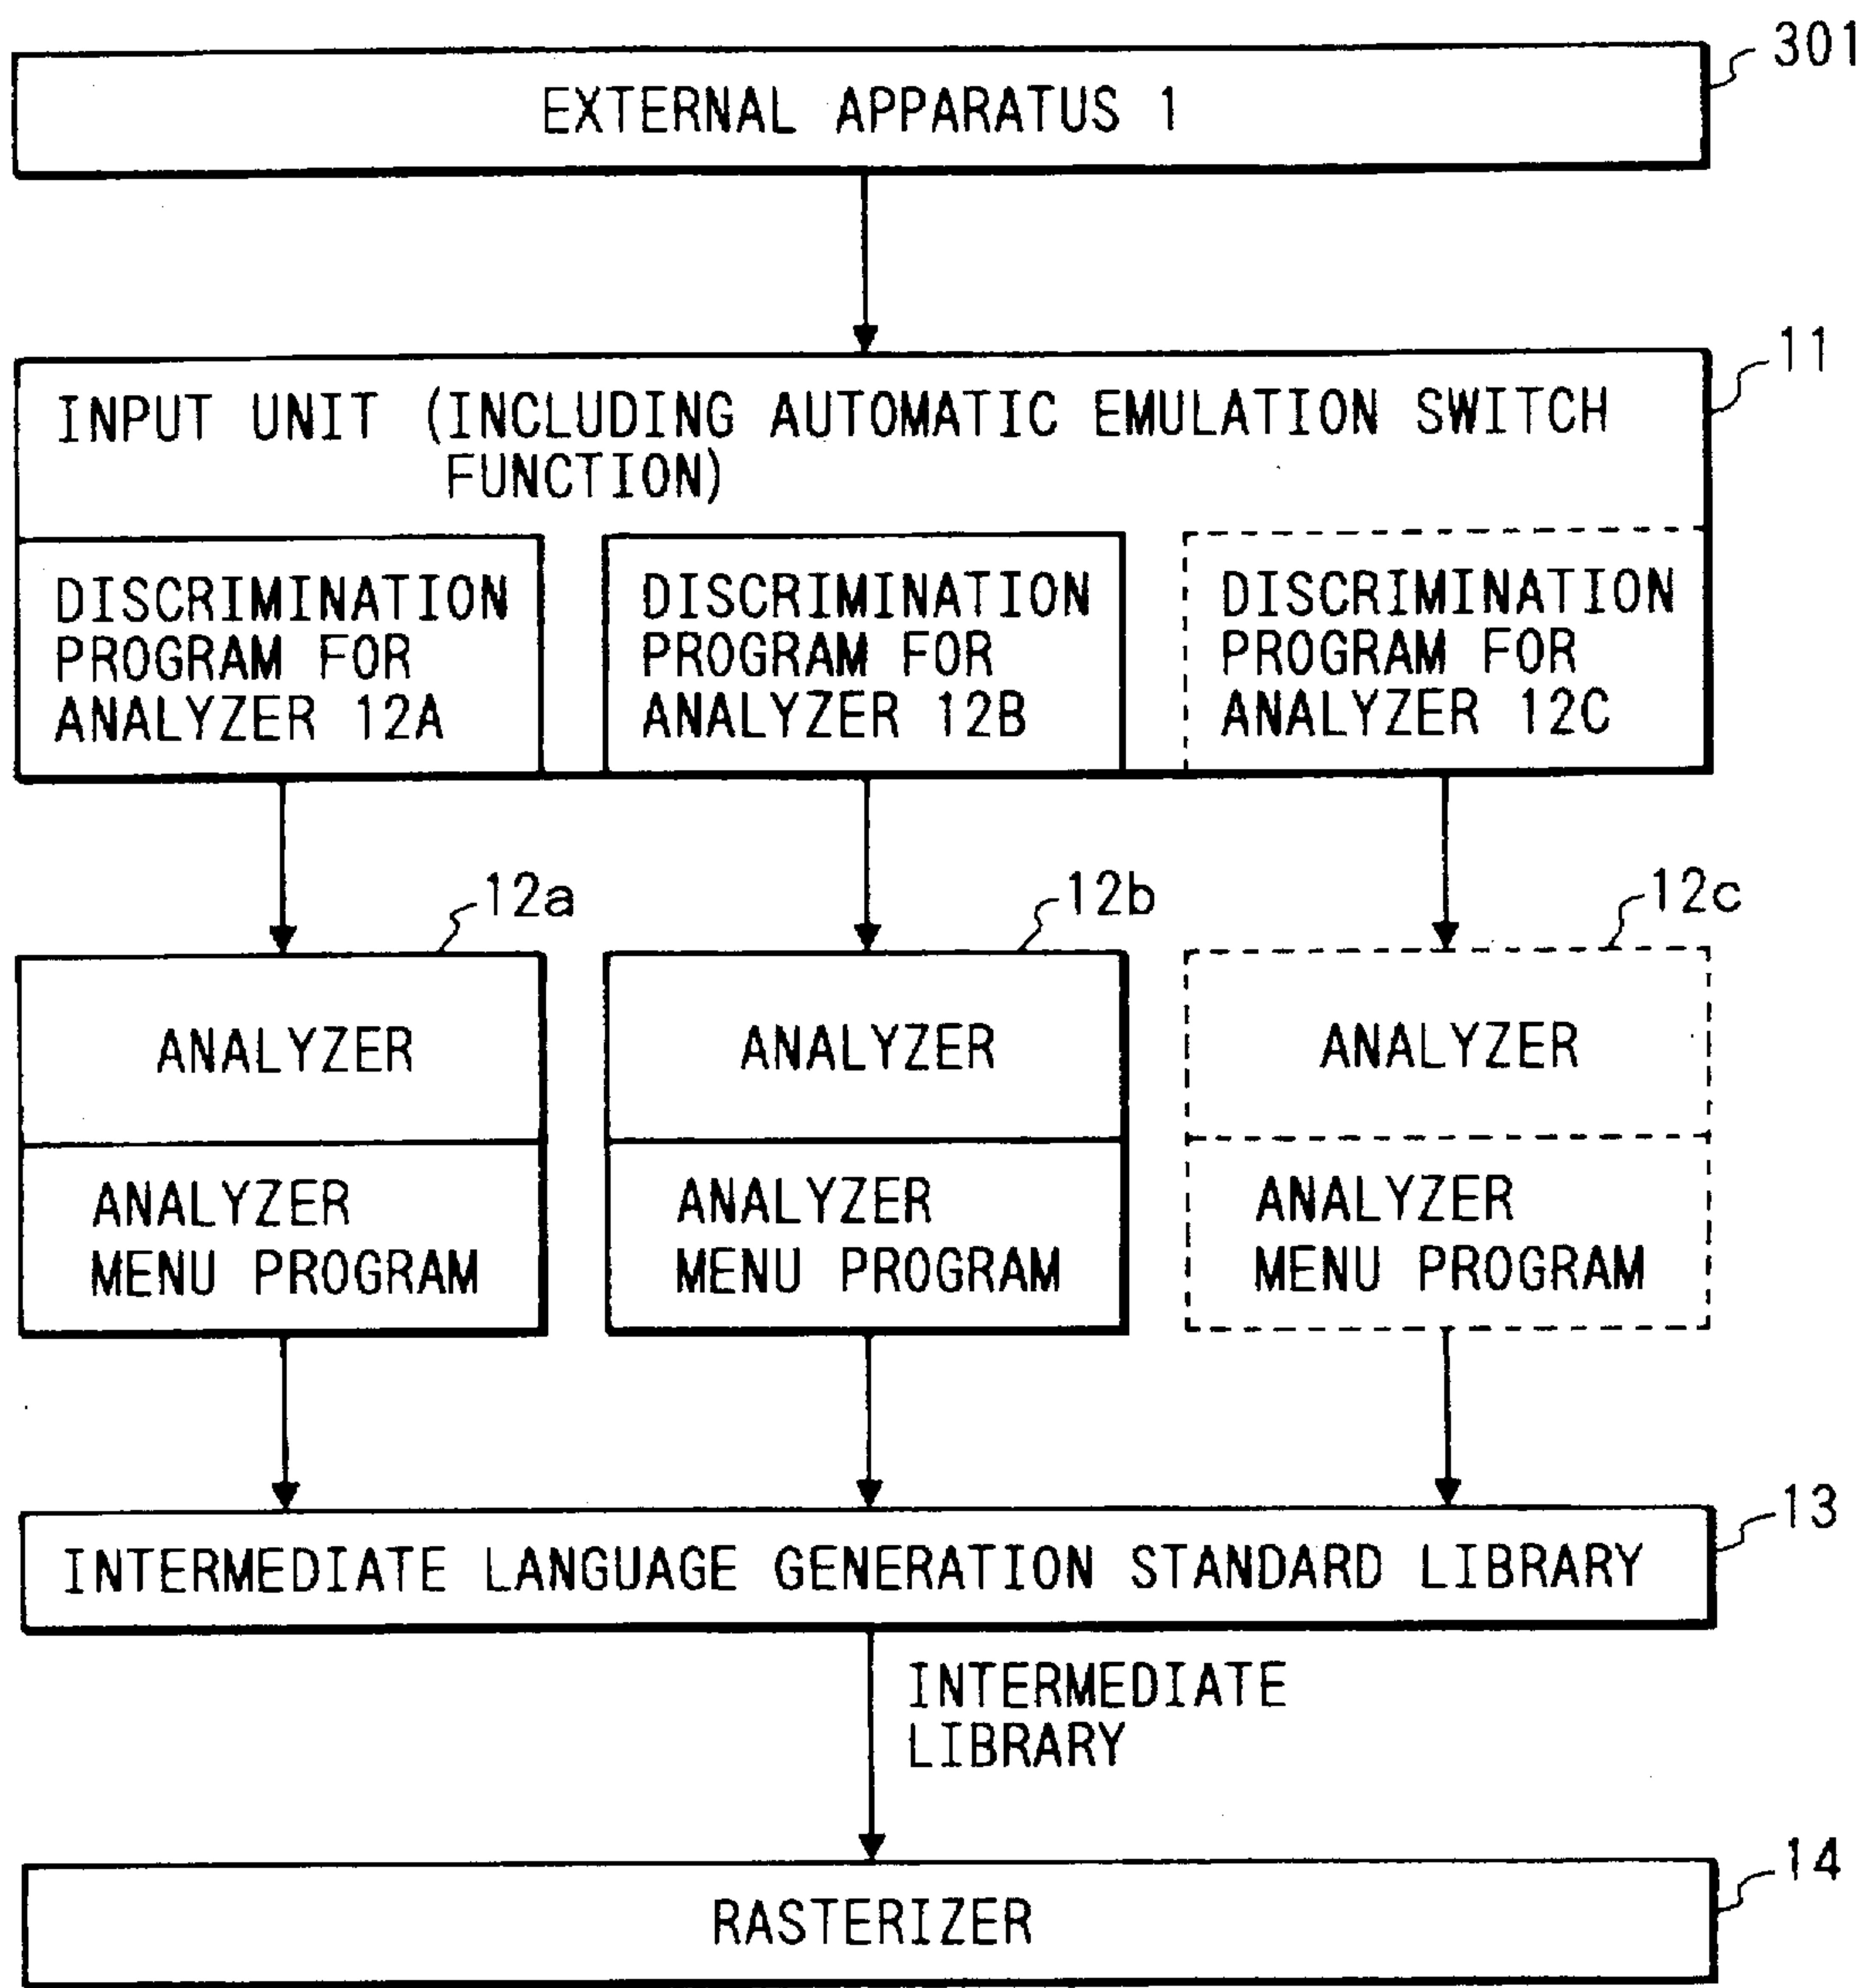 301
EXTERNAL APPARATUS 1
11
INPUT UNIT (INCLUDING AUTOMATIC EMULATION SWITCH
FUNCTION)
DISCRIMINATION
PROGRAM FOR
ANALYZER 12A
DISCRIMINATION
PROGRAM FOR
ANALYZER 12B
DISCRIMINATION
PROGRAM FOR
ANALYZER 12C
12a
12b
12c
ANALYZER
ANALYZER
MENU PROGRAM
ANALYZER
ANALYZER
MENU PROGRAM
ANALYZER
ANALYZER
MENU PROGRAM
13
INTERMEDIATE LANGUAGE GENERATION STANDARD LIBRARY
INTERMEDIATE
LIBRARY
14
RASTERIZER